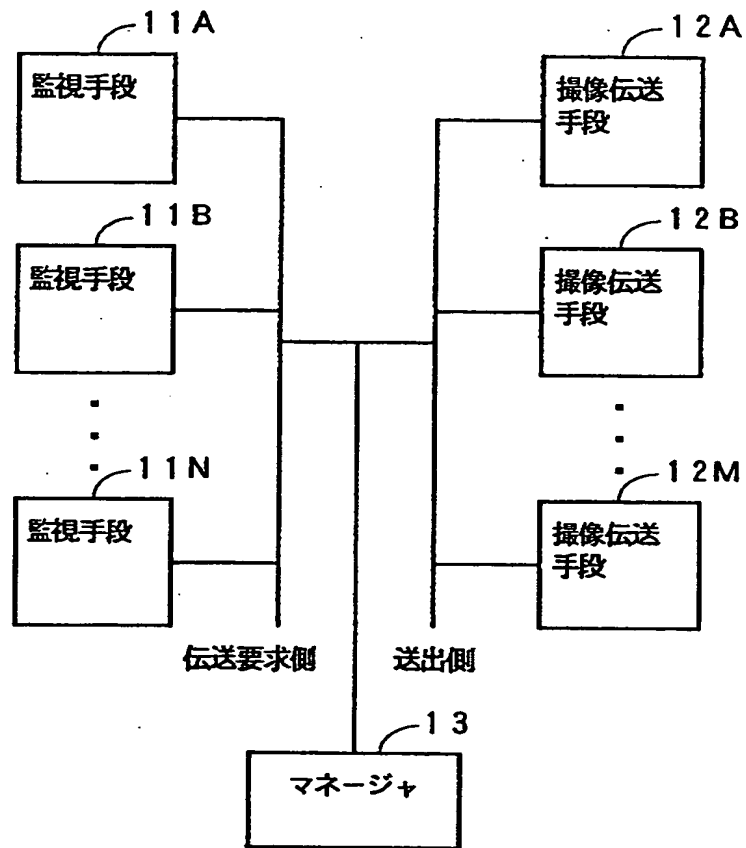 11A
監視手段
12A
撮像伝送
手段
11B
監視手段
12B
撮像伝送
手段
11N
監視手段
12M
撮像伝送
手段
伝送要求側
送出側
13
マネージャ